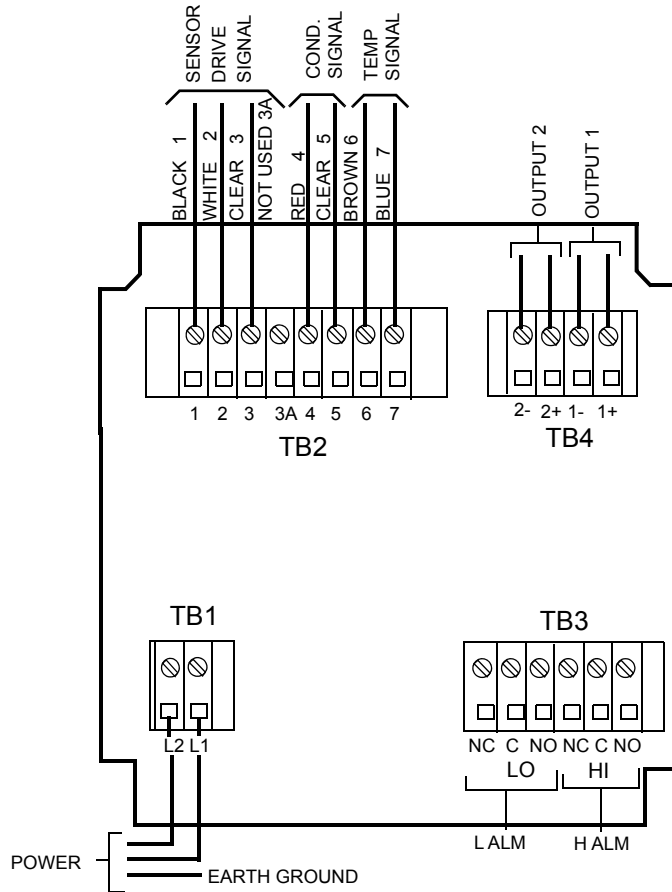 SENSOR
DRIVE
SIGNAL
COND.
SIGNAL
TEMP
SIGNAL
BLACK 1
WHITE 2
CLEAR 3
NOT USED 3A
RED 4
CLEAR 5
BROWN 6
BLUE 7
OUTPUT 2
OUTPUT 1
1 2 3 3A 4 5 6 7
TB2
2- 2+ 1- 1+
TB4
TB1
L2 L1
TB3
NC C NO NC C NO
LO HI
L ALM H ALM
POWER
EARTH GROUND